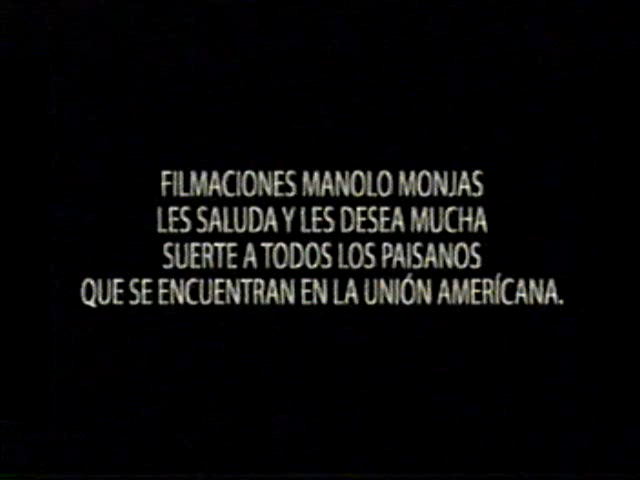 FILMACIONES MANOLO MONJAS
LES SALUDA Y LES DESEA MUCHA
SUERTE A TODOS LOS PAISANOS
QUE SE ENCUENTRAN EN LA UNIÓN AMERÍCANA.